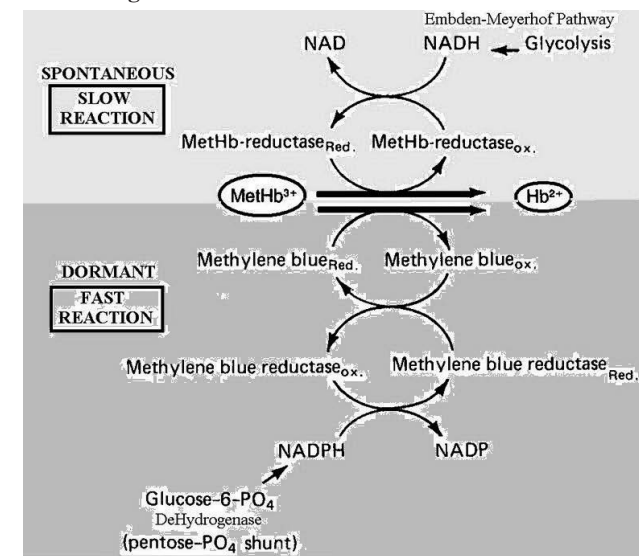 Embden-Meyerhof Pathway
NAD NADH Glycolysis
SPONTANEOUS
SLOW
REACTION
MetHb-reductaseRed. MetHb-reductaseox.
MetHb3+ Hb2+
Methylene blueRed. Methylene blueox.
DORMANT
FAST
REACTION
Methylene blue reductaseox. Methylene blue reductaseRed.
NADPH NADP
Glucose-6-PO4
DeHydrogenase
(pentose-PO4 shunt)